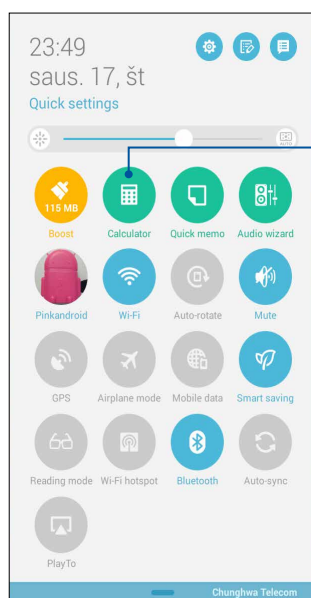 23:49
saus. 17, št
Quick settings
AUTO
115 MB
Boost Calculator Quick memo Audio wizard
Pinkandroid Wi-Fi Auto-rotate Mute
GPS Airplane mode Mobile data Smart saving
Reading mode Wi-Fi hotspot Bluetooth Auto-sync
PlayTo
Chunghwa Telecom